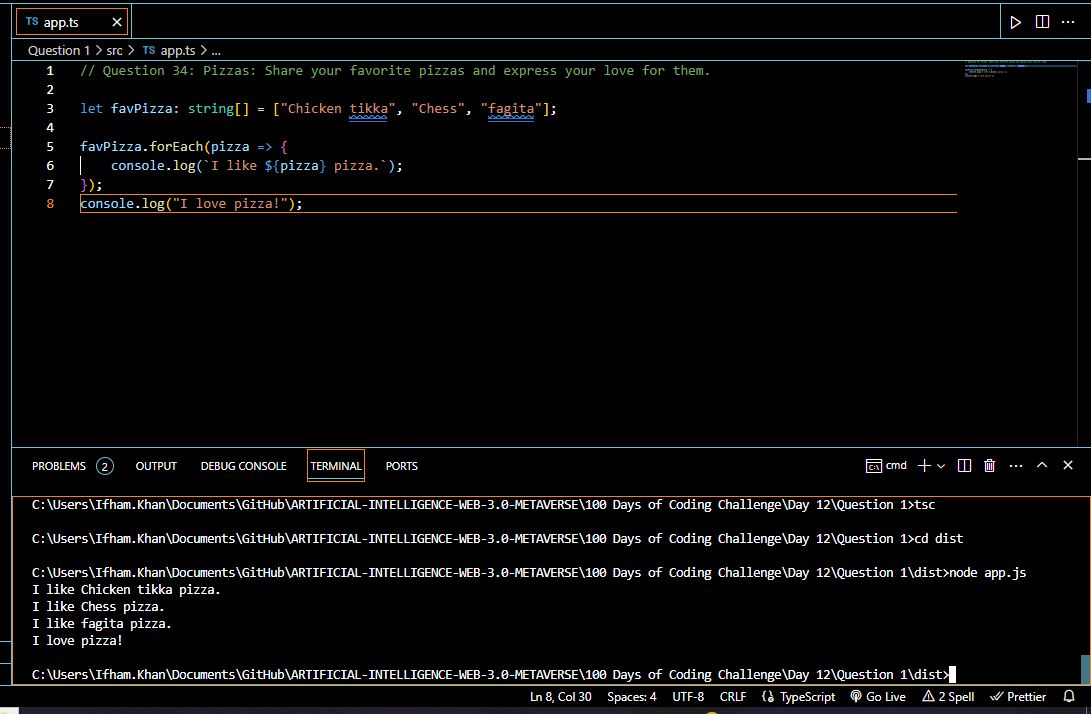 TS app.ts
Question 1 > src > TS app.ts > ...
1 // Question 34: Pizzas: Share your favorite pizzas and express your love for them.
2
3 let favPizza: string[] = ["Chicken tikka", "Chess", "fagita"];
4
5 favPizza.forEach(pizza => {
6     console.log(`I like ${pizza} pizza.`);
7 });
8 console.log("I love pizza!");
PROBLEMS 2 OUTPUT DEBUG CONSOLE TERMINAL PORTS cmd
C:\Users\Ifham.Khan\Documents\GitHub\ARTIFICIAL-INTELLIGENCE-WEB-3.0-METAVERSE\100 Days of Coding Challenge\Day 12\Question 1>tsc
C:\Users\Ifham.Khan\Documents\GitHub\ARTIFICIAL-INTELLIGENCE-WEB-3.0-METAVERSE\100 Days of Coding Challenge\Day 12\Question 1>cd dist
C:\Users\Ifham.Khan\Documents\GitHub\ARTIFICIAL-INTELLIGENCE-WEB-3.0-METAVERSE\100 Days of Coding Challenge\Day 12\Question 1\dist>node app.js
I like Chicken tikka pizza.
I like Chess pizza.
I like fagita pizza.
I love pizza!
C:\Users\Ifham.Khan\Documents\GitHub\ARTIFICIAL-INTELLIGENCE-WEB-3.0-METAVERSE\100 Days of Coding Challenge\Day 12\Question 1\dist>
Ln 8, Col 30 Spaces: 4 UTF-8 CRLF {} TypeScript Go Live 2 Spell Prettier